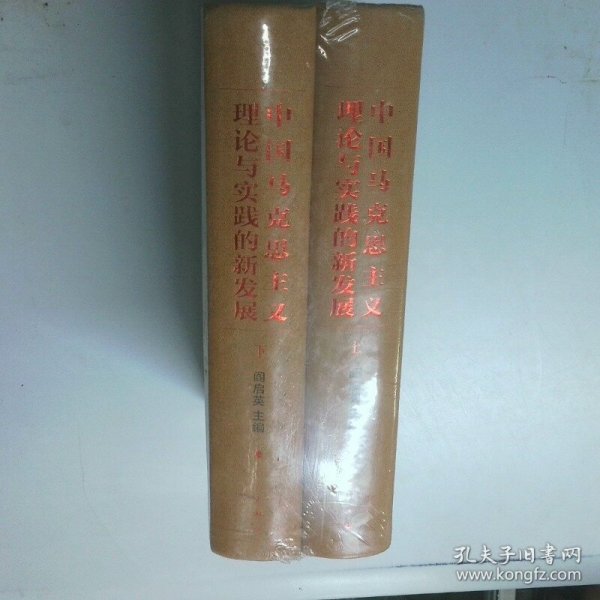 中国马克思主义
理论与实践的新发展
下
阎启英 主编
中国马克思主义
理论与实践的新发展
上
孔夫子旧书网
www.kongfz.com